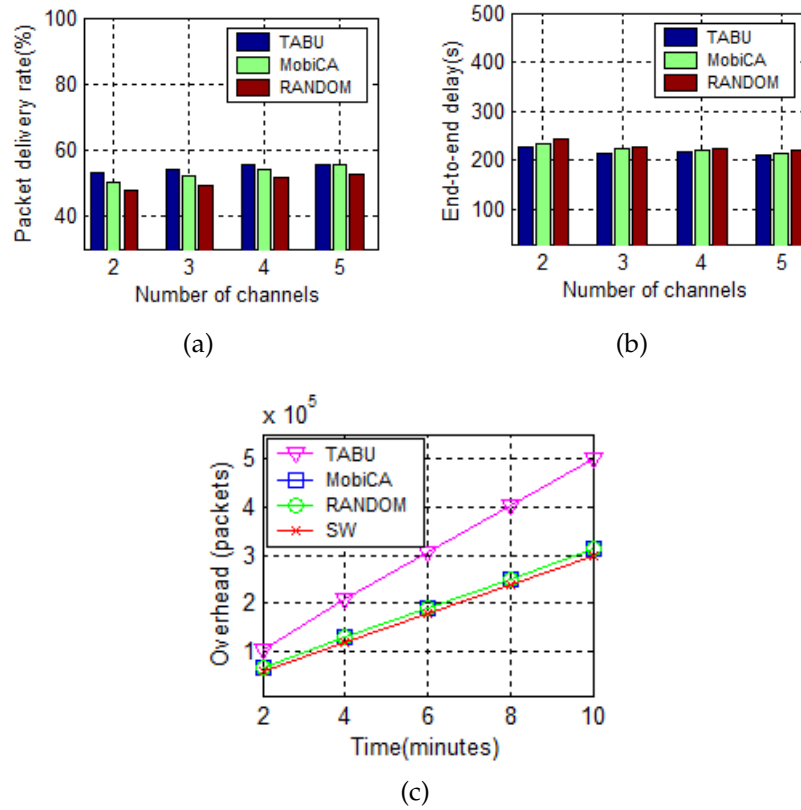 100
80
60
40
Packet delivery rate(%)
TABU
MobiCA
RANDOM
2 3 4 5
Number of channels
(a)
500
400
300
200
100
End-to-end delay(s)
TABU
MobiCA
RANDOM
2 3 4 5
Number of channels
(b)
x 10^5
5
4
3
2
1
Overhead (packets)
TABU
MobiCA
RANDOM
SW
2 4 6 8 10
Time(minutes)
(c)